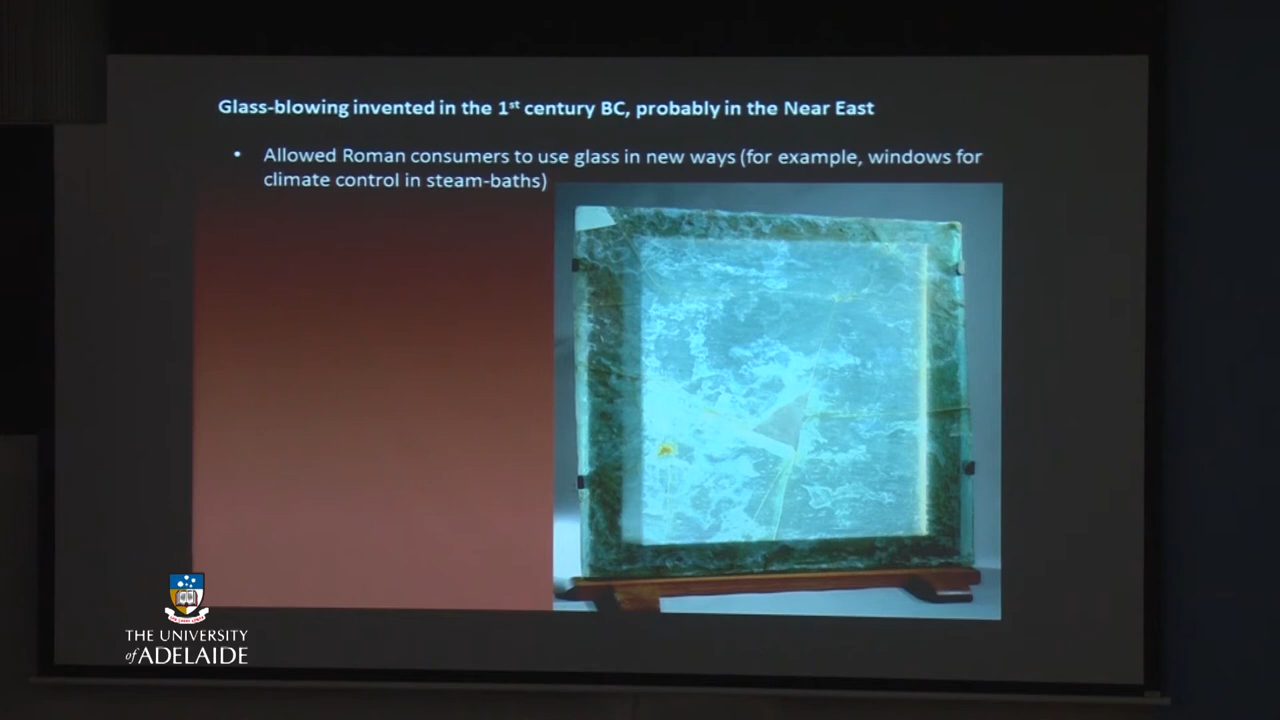 Glass-blowing invented in the 1st century BC, probably in the Near East
• Allowed Roman consumers to use glass in new ways (for example, windows for
climate control in steam-baths)
THE UNIVERSITY
of ADELAIDE